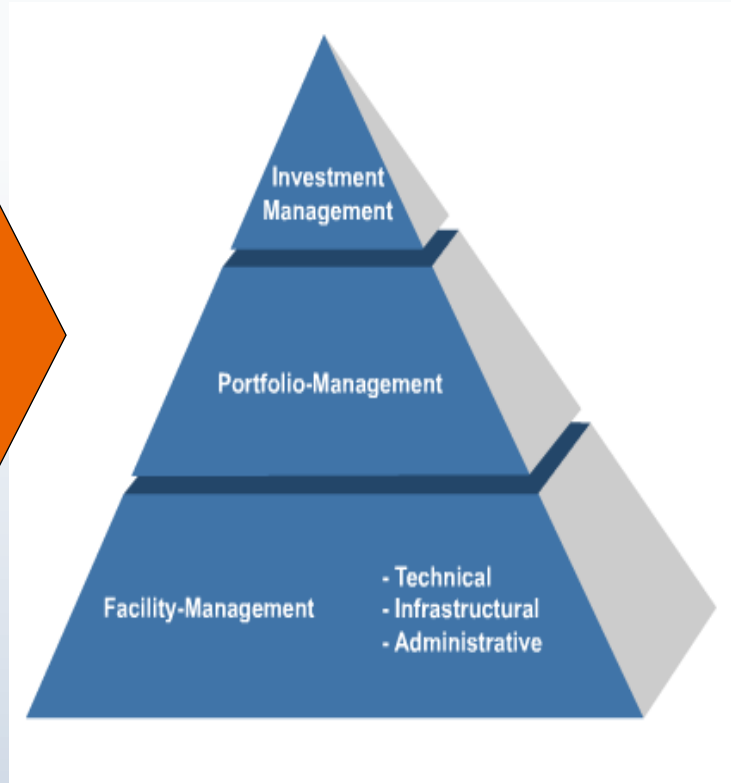 Investment
Management
Portfolio-Management
Facility-Management
- Technical
- Infrastructural
- Administrative